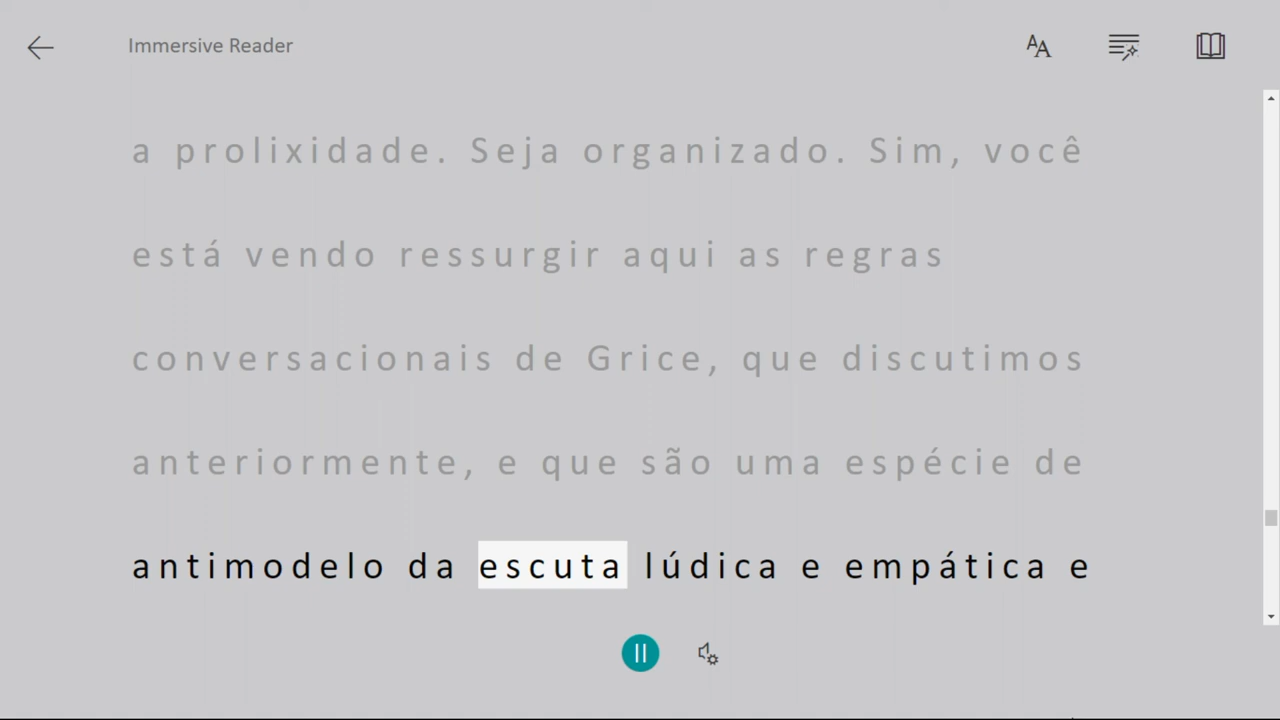 Immersive Reader
a prolixidade. Seja organizado. Sim, você
está vendo ressurgir aqui as regras
conversacionais de Grice, que discutimos
anteriormente, e que são uma espécie de
antimodelo da escuta lúdica e empática e